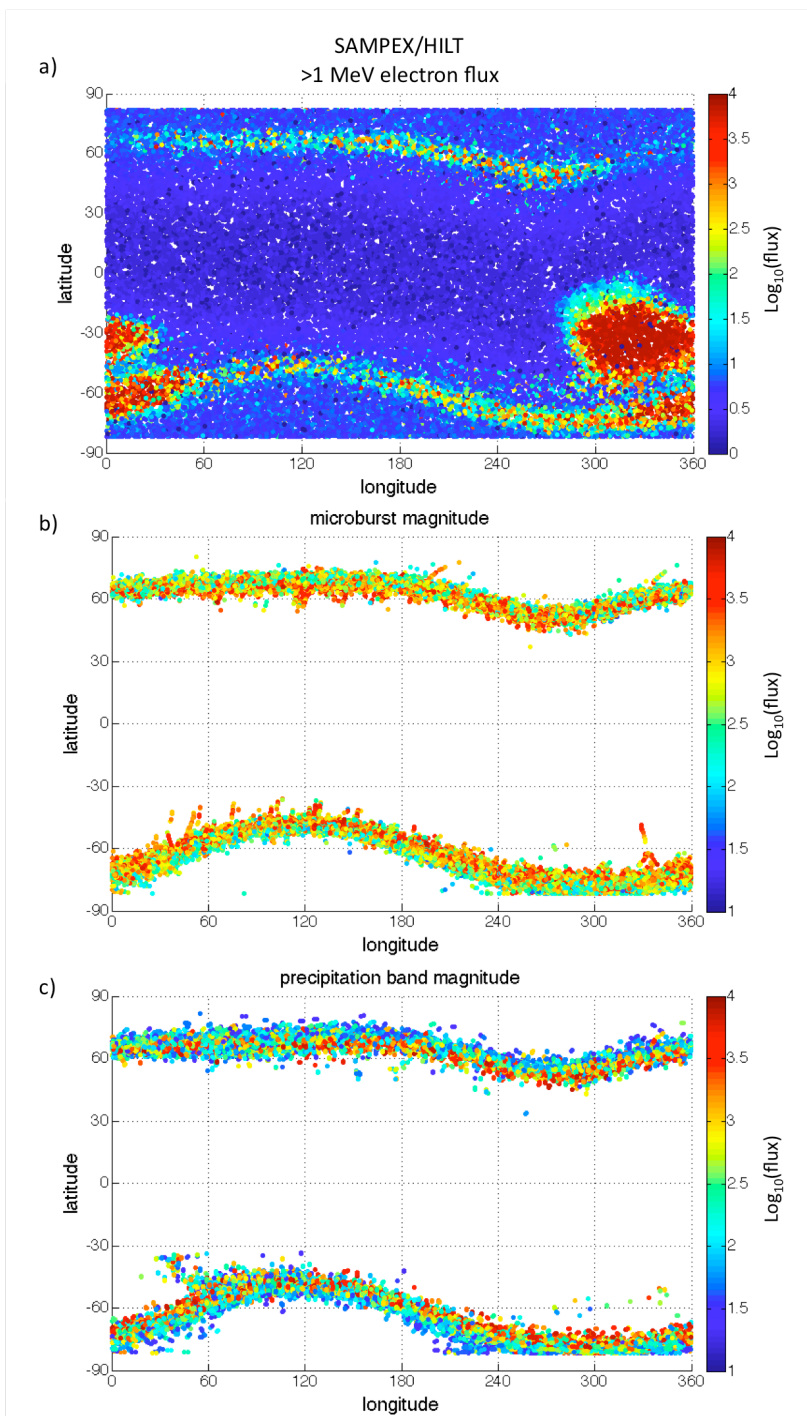 SAMPEX/HILT
>1 MeV electron flux
a)
90
60
30
0
-30
-60
-90
latitude
0 60 120 180 240 300 360
longitude
4
3.5
3
2.5
2
1.5
1
0.5
0
Log₁₀(flux)
b)
microburst magnitude
90
60
30
0
-30
-60
-90
latitude
0 60 120 180 240 300 360
longitude
4
3.5
3
2.5
2
1.5
1
Log₁₀(flux)
c)
precipitation band magnitude
90
60
30
0
-30
-60
-90
latitude
0 60 120 180 240 300 360
longitude
4
3.5
3
2.5
2
1.5
1
Log₁₀(flux)